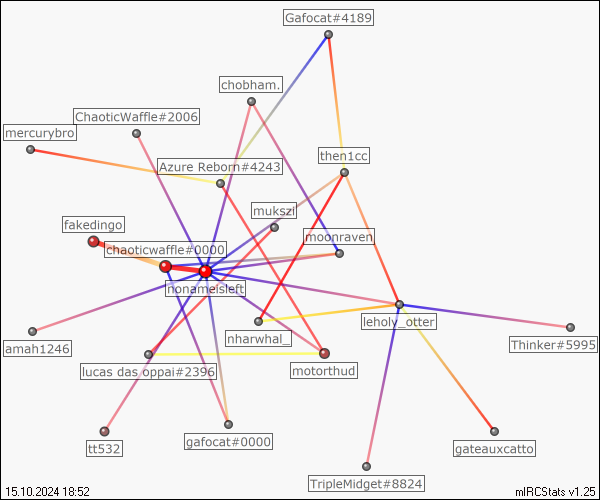 Gafocat#4189
chobham.
ChaoticWaffle#2006
mercurybro
then1cc
Azure Reborn#4243
mukszi
fakedingo
moonraven
chaoticwaffle#0000
nonameisleft
leholy_otter
nharwhal_
Thinker#5995
amah1246
lucas das oppai#2396
motorthud
tt532
gafocat#0000
gateauxcatto
TripleMidget#8824
15.10.2024 18:52
mIRCStats v1.25